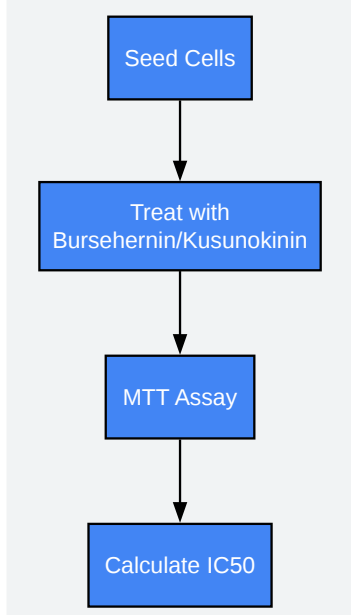 Seed Cells
Treat with
Bursehernin/Kusunokinin
MTT Assay
Calculate IC50